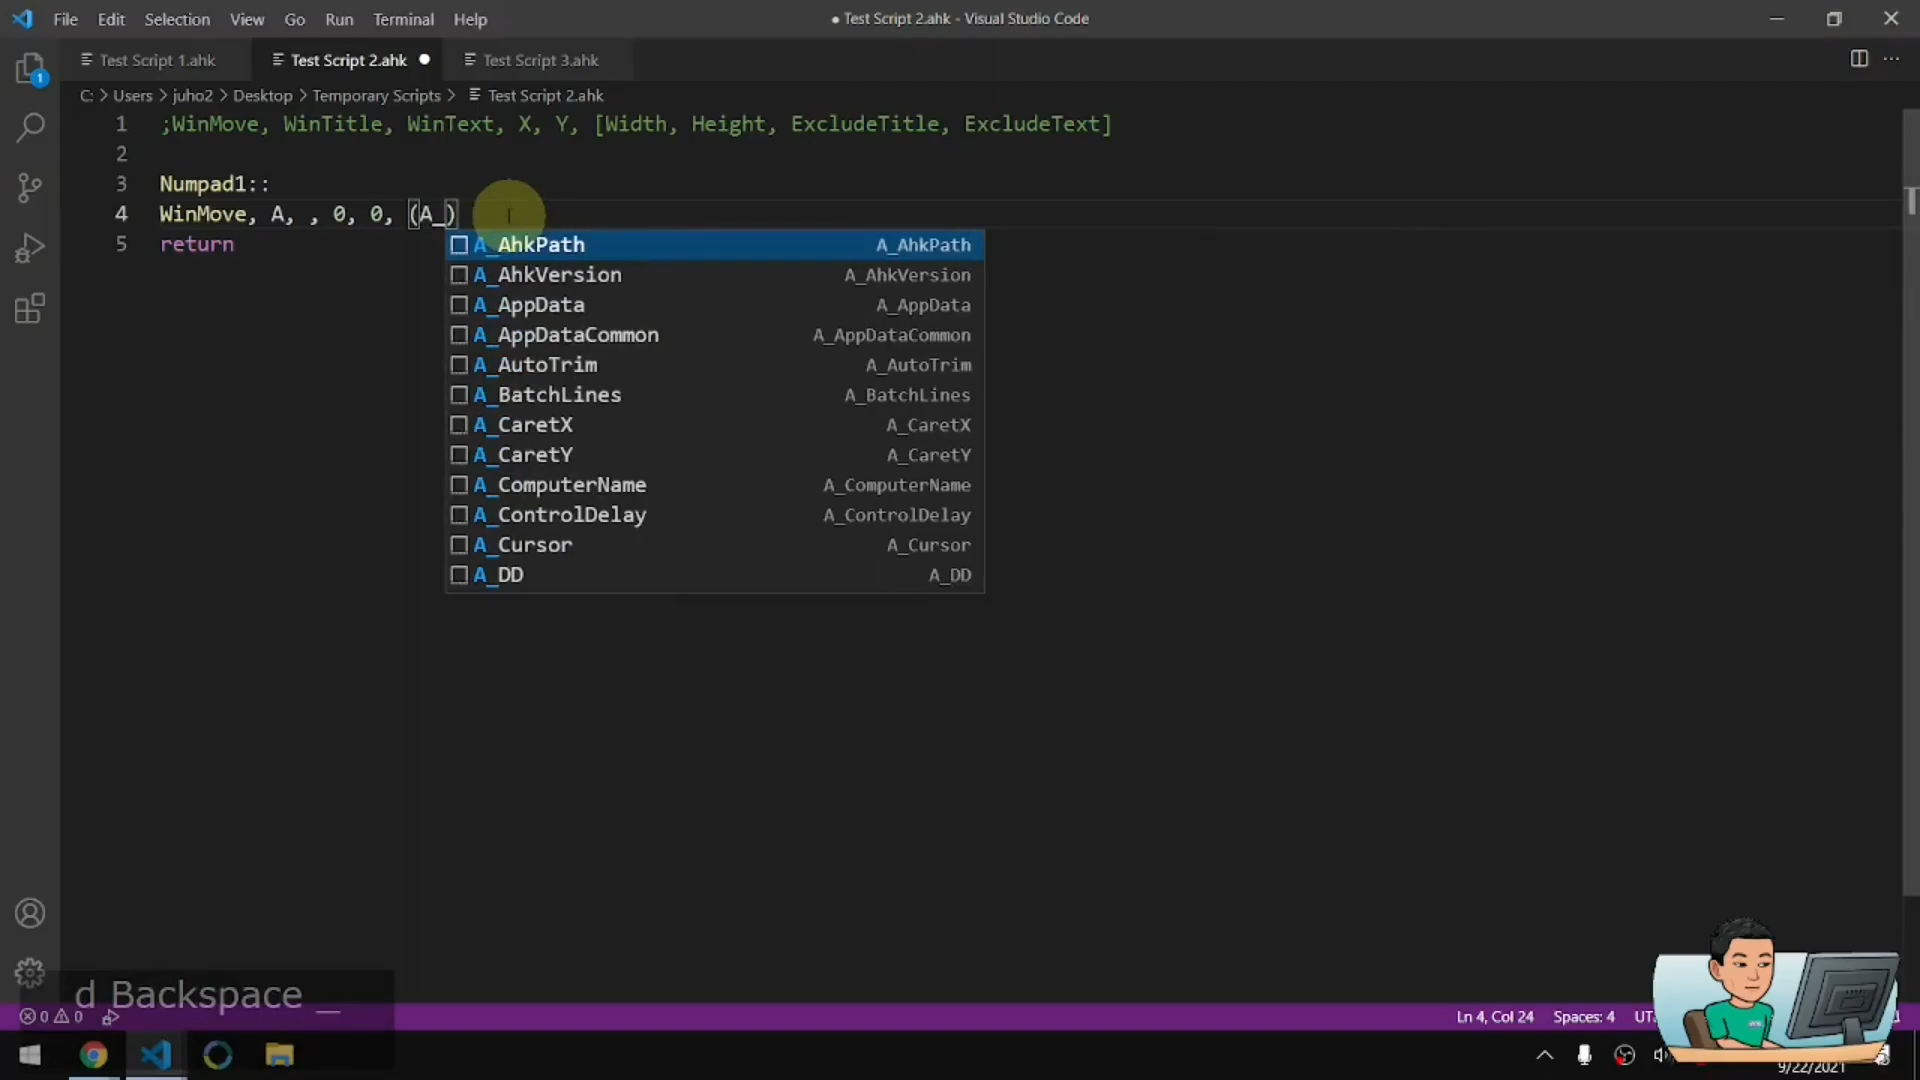 File Edit Selection View Go Run Terminal Help
● Test Script 2.ahk - Visual Studio Code
Test Script 1.ahk
Test Script 2.ahk
Test Script 3.ahk
1
C: > Users > juho2 > Desktop > Temporary Scripts > Test Script 2.ahk
1 ;WinMove, WinTitle, WinText, X, Y, [Width, Height, ExcludeTitle, ExcludeText]
2
3 Numpad1::
4 WinMove, A, , 0, 0, (A_)
5 return
A_AhkPath A_AhkPath
A_AhkVersion A_AhkVersion
A_AppData A_AppData
A_AppDataCommon A_AppDataCommon
A_AutoTrim A_AutoTrim
A_BatchLines A_BatchLines
A_CaretX A_CaretX
A_CaretY A_CaretY
A_ComputerName A_ComputerName
A_ControlDelay A_ControlDelay
A_Cursor A_Cursor
A_DD A_DD
d Backspace _
0 0
Ln 4, Col 24 Spaces: 4
9/22/2021